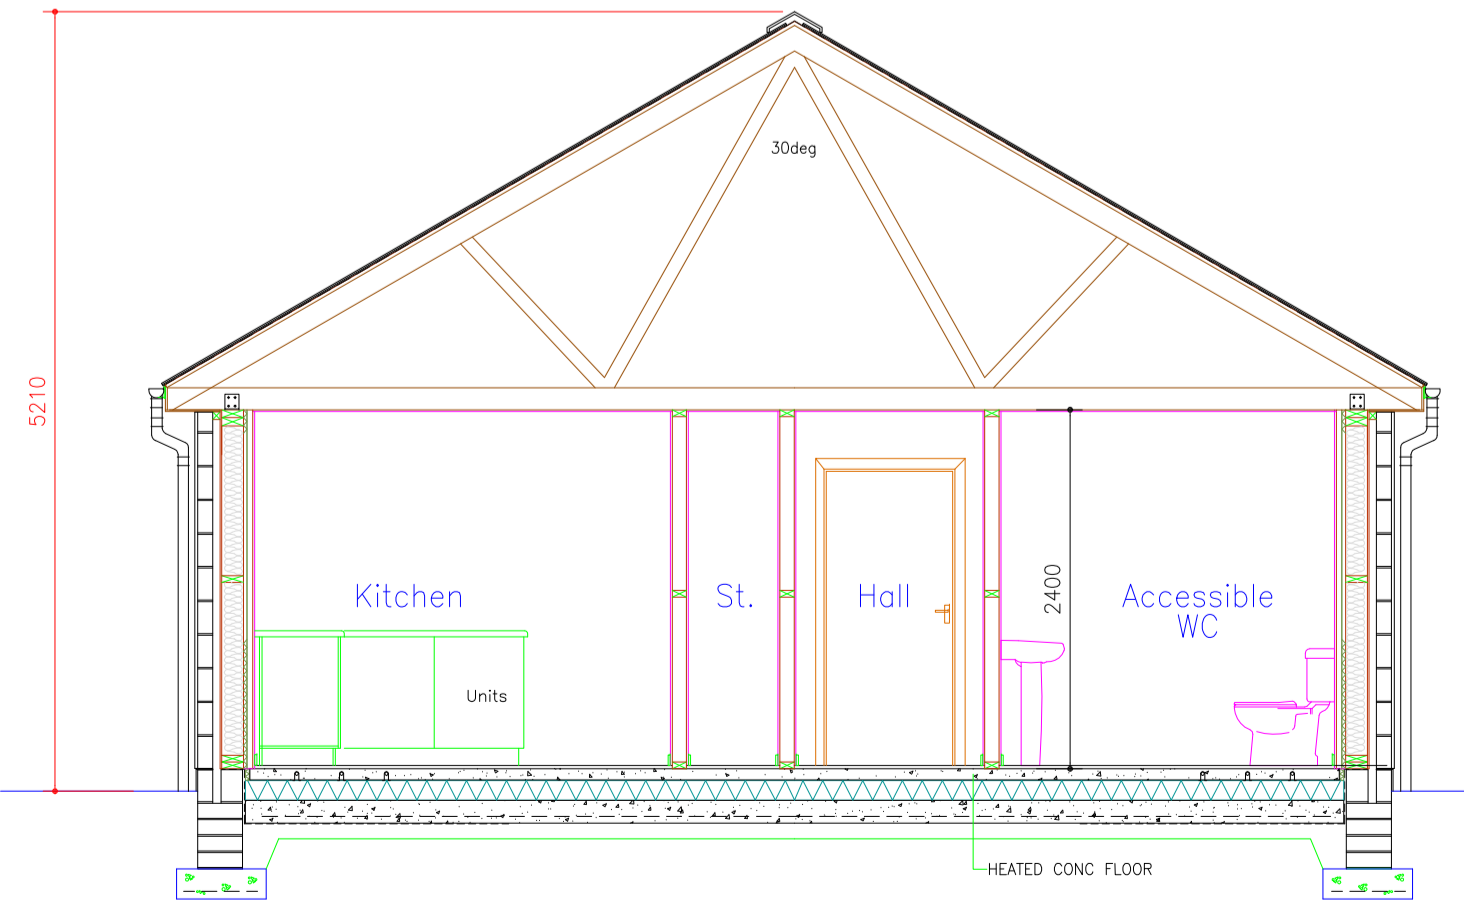 30deg
5210
Kitchen
St.
Hall
2400
Accessible
WC
Units
HEATED CONC FLOOR